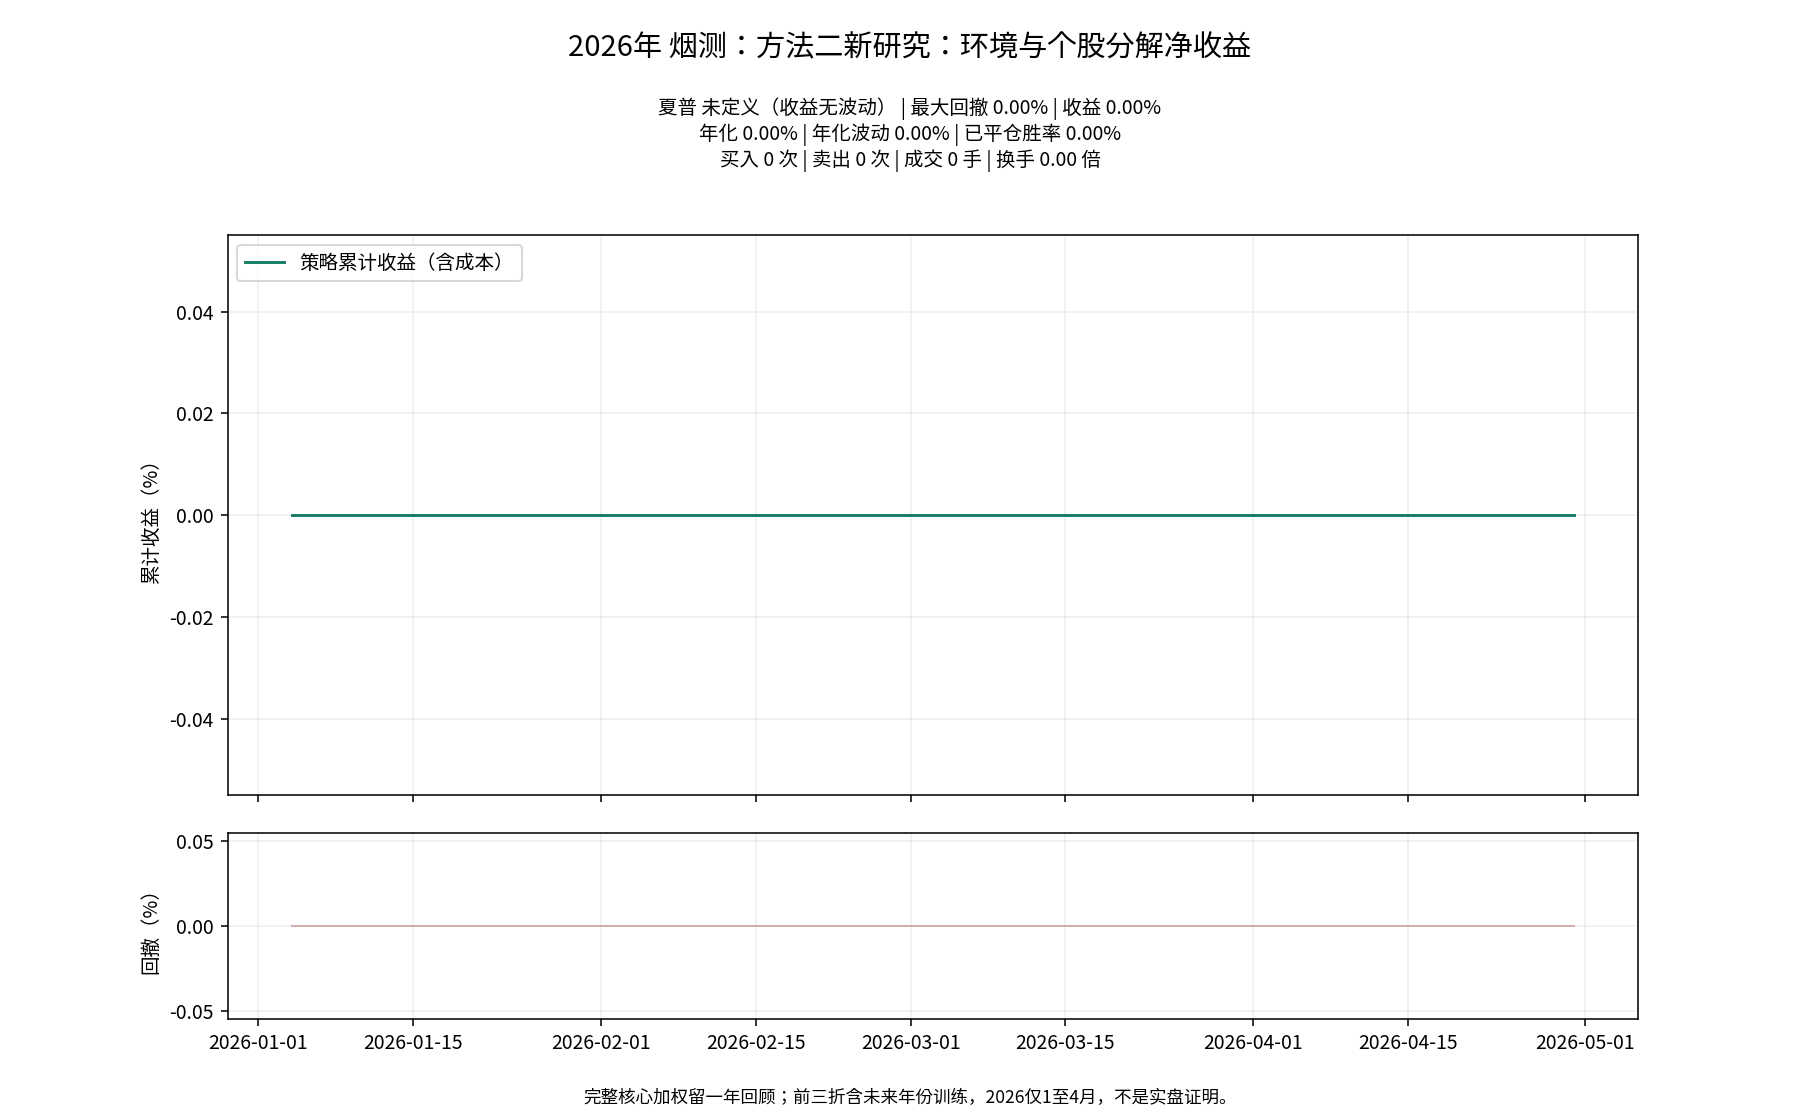 2026年 烟测：方法二新研究：环境与个股分解净收益
夏普 未定义（收益无波动） | 最大回撤 0.00% | 收益 0.00%
年化 0.00% | 年化波动 0.00% | 已平仓胜率 0.00%
买入 0 次 | 卖出 0 次 | 成交 0 手 | 换手 0.00 倍
策略累计收益（含成本）
累计收益（%）
0.04
0.02
0.00
-0.02
-0.04
回撤（%）
0.05
0.00
-0.05
2026-01-01
2026-01-15
2026-02-01
2026-02-15
2026-03-01
2026-03-15
2026-04-01
2026-04-15
2026-05-01
完整核心加权留一年回顾；前三折含未来年份训练，2026仅1至4月，不是实盘证明。